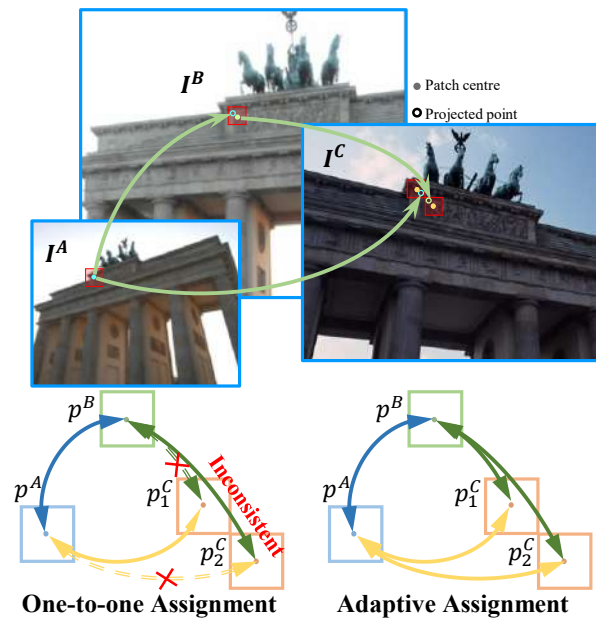 I^B
Patch centre
Projected point
I^C
I^A
p^B
p^A
p_1^C
p_2^C
Inconsistent
One-to-one Assignment
p^B
p^A
p_1^C
p_2^C
Adaptive Assignment